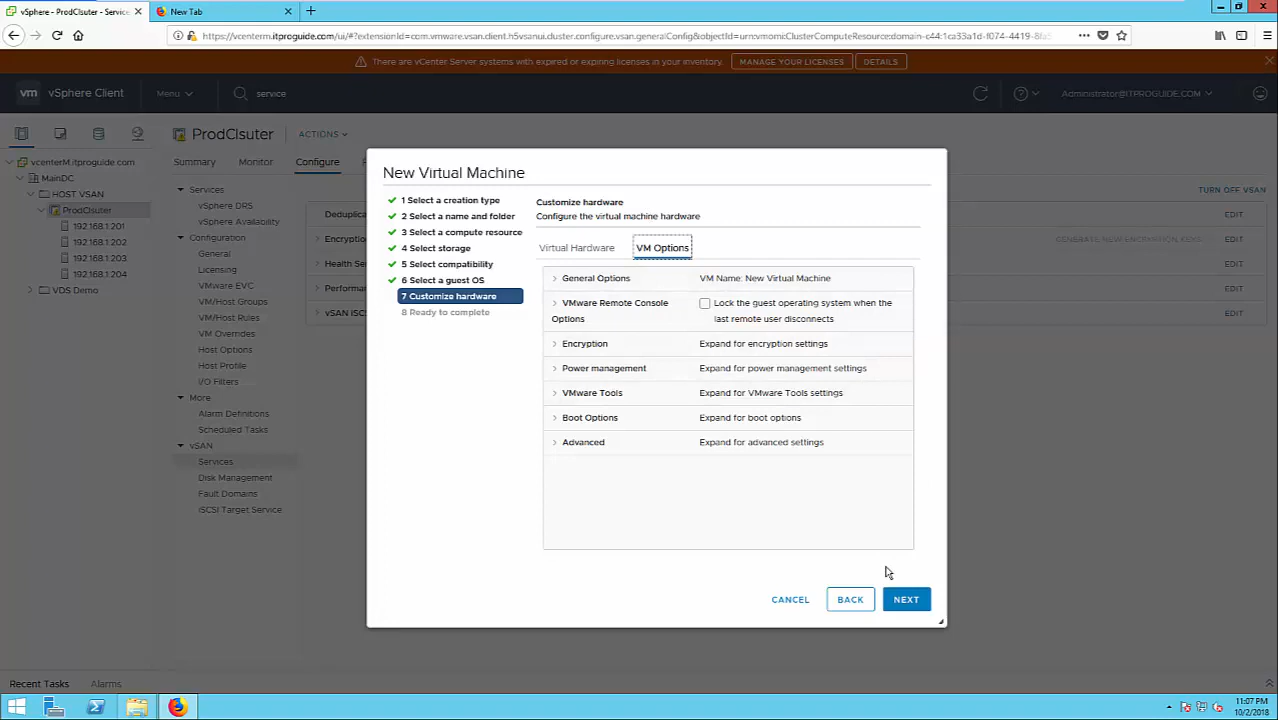 vSphere - ProdClsuter - Service
New Tab
https://vcenterm.itproguide.com/ui/#?extensionId=com.vmware.vsan.client.h5vsanui.cluster.configure.vsan.generalConfig&objectId=urn:vmomi:ClusterComputeResource:domain-c44:1ca33a1d-f074-4419-8fa5
There are vCenter Server systems with expired or expiring licenses in your inventory.
MANAGE YOUR LICENSES
DETAILS
vm
vSphere Client
Menu
service
Administrator@ITPROGUIDE.COM
vcenterM.itproguide.com
MainDC
HOST VSAN
ProdClsuter
192.168.1.201
192.168.1.202
192.168.1.203
192.168.1.204
VDS Demo
ProdClsuter
ACTIONS
Summary
Monitor
Configure
Services
vSphere DRS
vSphere Availability
Configuration
General
Licensing
VMware EVC
VM/Host Groups
VM/Host Rules
VM Overrides
Host Options
Host Profile
I/O Filters
More
Alarm Definitions
Scheduled Tasks
vSAN
Services
Disk Management
Fault Domains
iSCSI Target Service
TURN OFF VSAN
Deduplica
EDIT
Encryptio
GENERATE NEW ENCRYPTION KEYS
EDIT
Health Se
EDIT
Performa
EDIT
vSAN iSC
EDIT
New Virtual Machine
1 Select a creation type
2 Select a name and folder
3 Select a compute resource
4 Select storage
5 Select compatibility
6 Select a guest OS
7 Customize hardware
8 Ready to complete
Customize hardware
Configure the virtual machine hardware
Virtual Hardware
VM Options
General Options
VM Name: New Virtual Machine
VMware Remote Console
Options
Lock the guest operating system when the
last remote user disconnects
Encryption
Expand for encryption settings
Power management
Expand for power management settings
VMware Tools
Expand for VMware Tools settings
Boot Options
Expand for boot options
Advanced
Expand for advanced settings
CANCEL
BACK
NEXT
Recent Tasks
Alarms
11:07 PM
10/2/2018